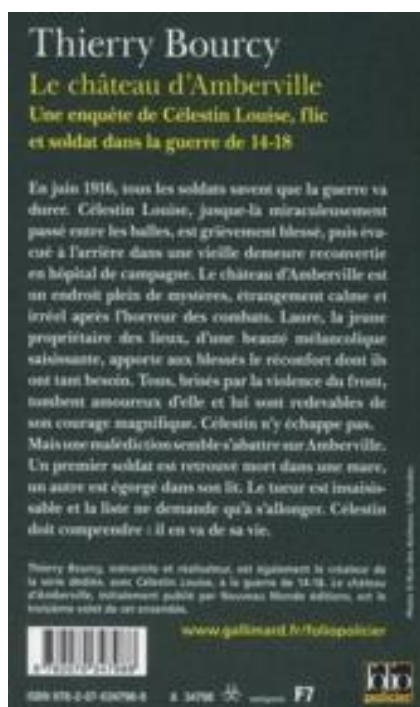 Thierry Bourcy
Le château d'Amberville
Une enquête de Célestin Louise, flic
et soldat dans la guerre de 14-18
En juin 1916, tous les soldats savent que la guerre va
durer. Célestin Louise, jusque-là miraculeusement
passé entre les balles, est grièvement blessé, puis éva-
cué à l'arrière dans une vieille demeure reconvertie
en hôpital de campagne. Le château d'Amberville est
un endroit plein de mystères, étrangement calme et
irréel après l'horreur des combats. Laure, la jeune
propriétaire des lieux, d'une beauté mélancolique
saisissante, apporte aux blessés le réconfort dont ils
ont tant besoin. Tous, brisés par la violence du front,
tombent amoureux d'elle et lui sont redevables de
son courage magnifique. Célestin n'y échappe pas.
Mais une malédiction semble s'abattre sur Amberville.
Un premier soldat est retrouvé mort dans une mare,
un autre est égorgé dans son lit. Le tueur est insaisis-
sable et la liste ne demande qu'à s'allonger. Célestin
doit comprendre : il en va de sa vie.
Thierry Bourcy, scénariste et réalisateur, est également le créateur de
la série dédiée, avec Célestin Louise, à la guerre de 14-18. Le château
d'Amberville, initialement publié par Nouveau Monde éditions, est le
troisième volet de cet ensemble.
www.gallimard.fr/foliopolicier
folio
policier
ISBN 978-2-07-034798-8
A 34798
catégorie F7